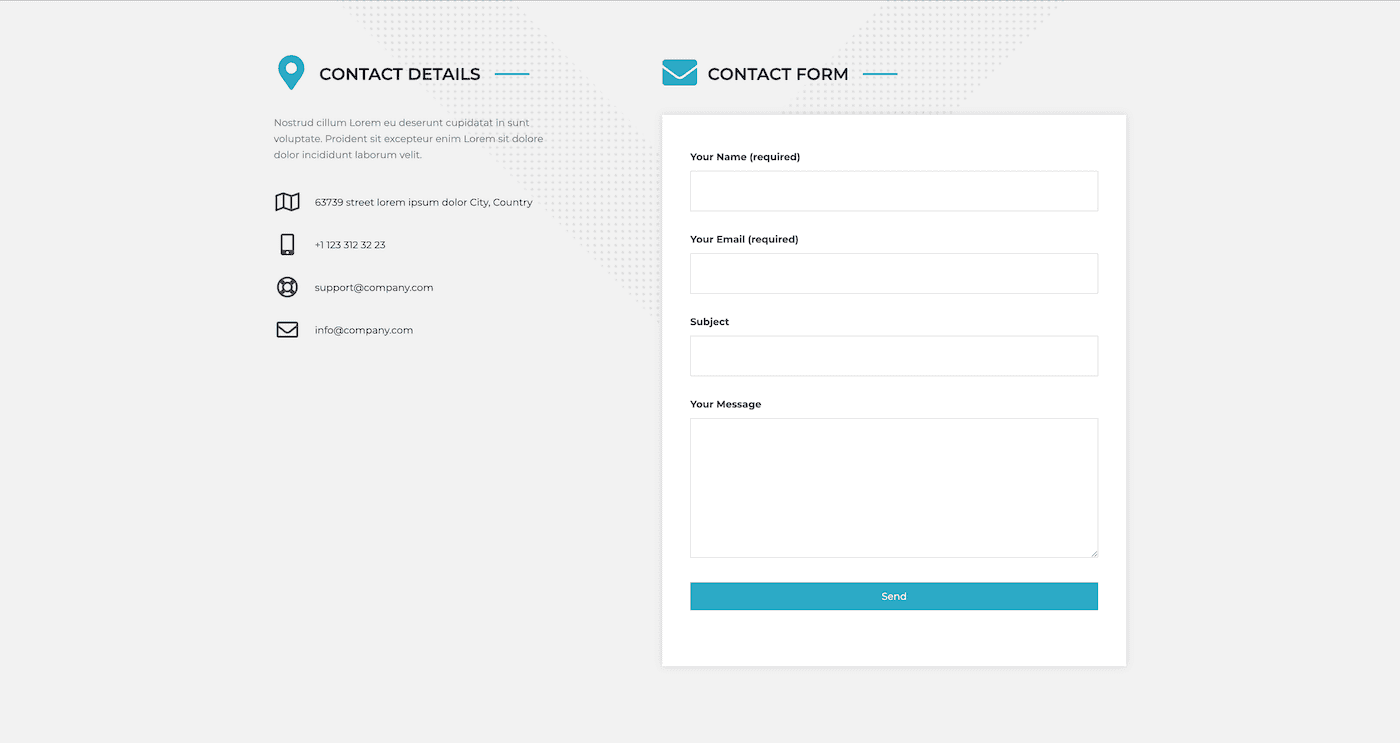 CONTACT DETAILS
Nostrud cillum Lorem eu deserunt cupidatat in sunt
voluptate. Proident sit excepteur enim Lorem sit dolore
dolor incididunt laborum velit.
63739 street lorem ipsum dolor City, Country
+1 123 312 32 23
support@company.com
info@company.com
CONTACT FORM
Your Name (required)
Your Email (required)
Subject
Your Message
Send